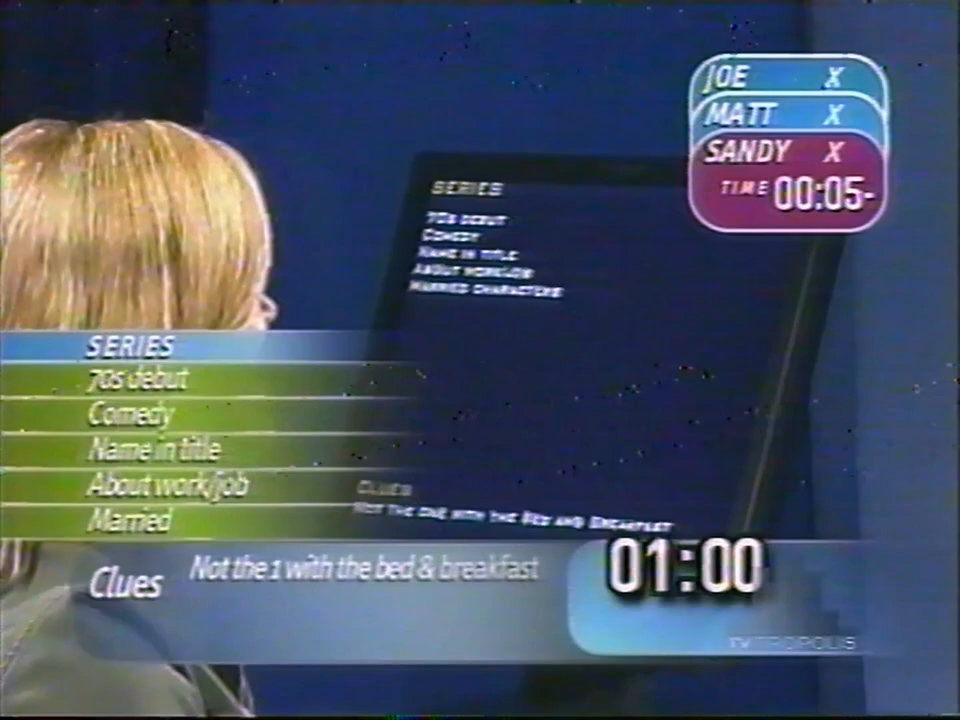 JOE X
MATT X
SANDY X
TIME 00:05-
SERIES
70s DEBUT
COMEDY
NAME IN TITLE
ABOUT WORK/JOB
MARRIED CHARACTERS
CLUES
NOT THE ONE WITH THE BED AND BREAKFAST
SERIES
70s debut
Comedy
Name in title
About work/job
Married
Clues Not the 1 with the bed & breakfast
01:00
TVTROPOLIS